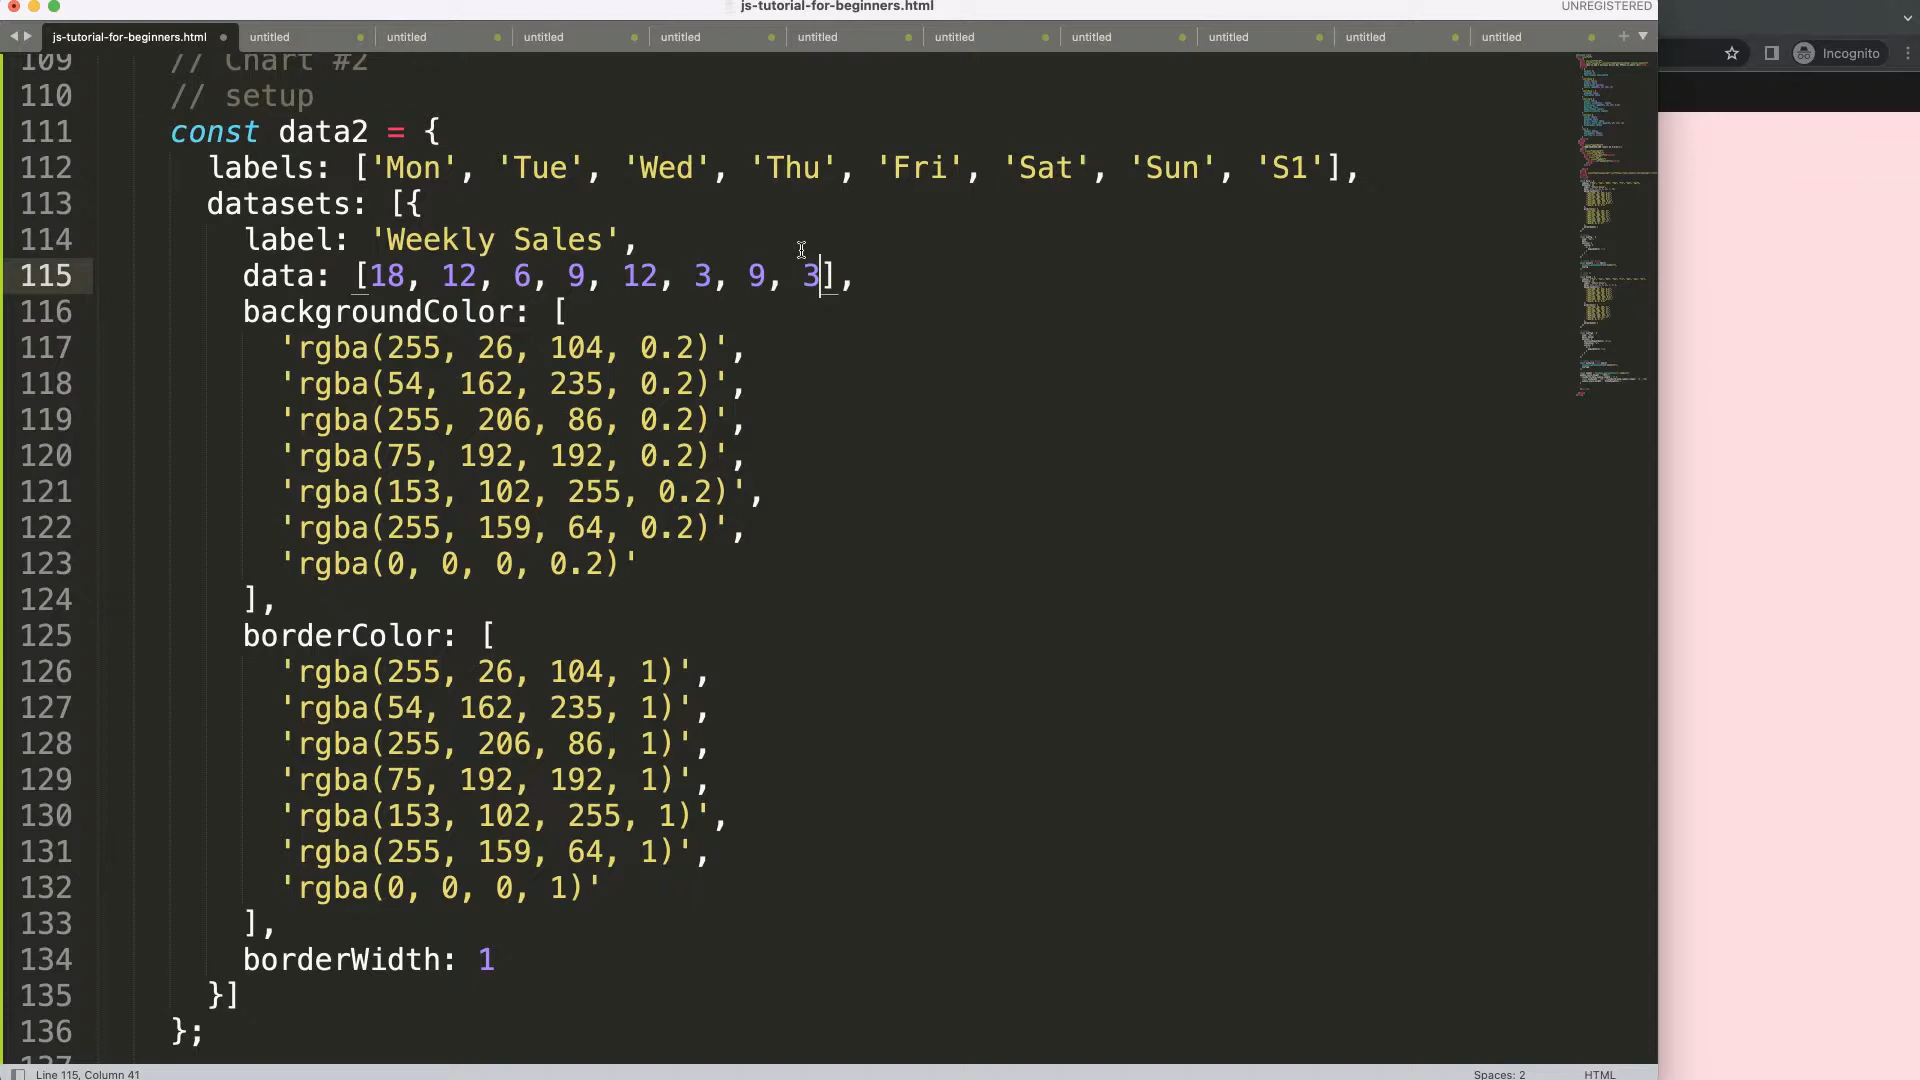 js-tutorial-for-beginners.html
UNREGISTERED
js-tutorial-for-beginners.html untitled untitled untitled untitled untitled untitled untitled untitled untitled untitled
Incognito
109 // Chart #2
110 // setup
111 const data2 = {
112 labels: ['Mon', 'Tue', 'Wed', 'Thu', 'Fri', 'Sat', 'Sun', 'S1'],
113 datasets: [{
114 label: 'Weekly Sales',
115 data: [18, 12, 6, 9, 12, 3, 9, 3],
116 backgroundColor: [
117 'rgba(255, 26, 104, 0.2)',
118 'rgba(54, 162, 235, 0.2)',
119 'rgba(255, 206, 86, 0.2)',
120 'rgba(75, 192, 192, 0.2)',
121 'rgba(153, 102, 255, 0.2)',
122 'rgba(255, 159, 64, 0.2)',
123 'rgba(0, 0, 0, 0.2)'
124 ],
125 borderColor: [
126 'rgba(255, 26, 104, 1)',
127 'rgba(54, 162, 235, 1)',
128 'rgba(255, 206, 86, 1)',
129 'rgba(75, 192, 192, 1)',
130 'rgba(153, 102, 255, 1)',
131 'rgba(255, 159, 64, 1)',
132 'rgba(0, 0, 0, 1)'
133 ],
134 borderWidth: 1
135 }]
136 };
137
Line 115, Column 41
Spaces: 2
HTML